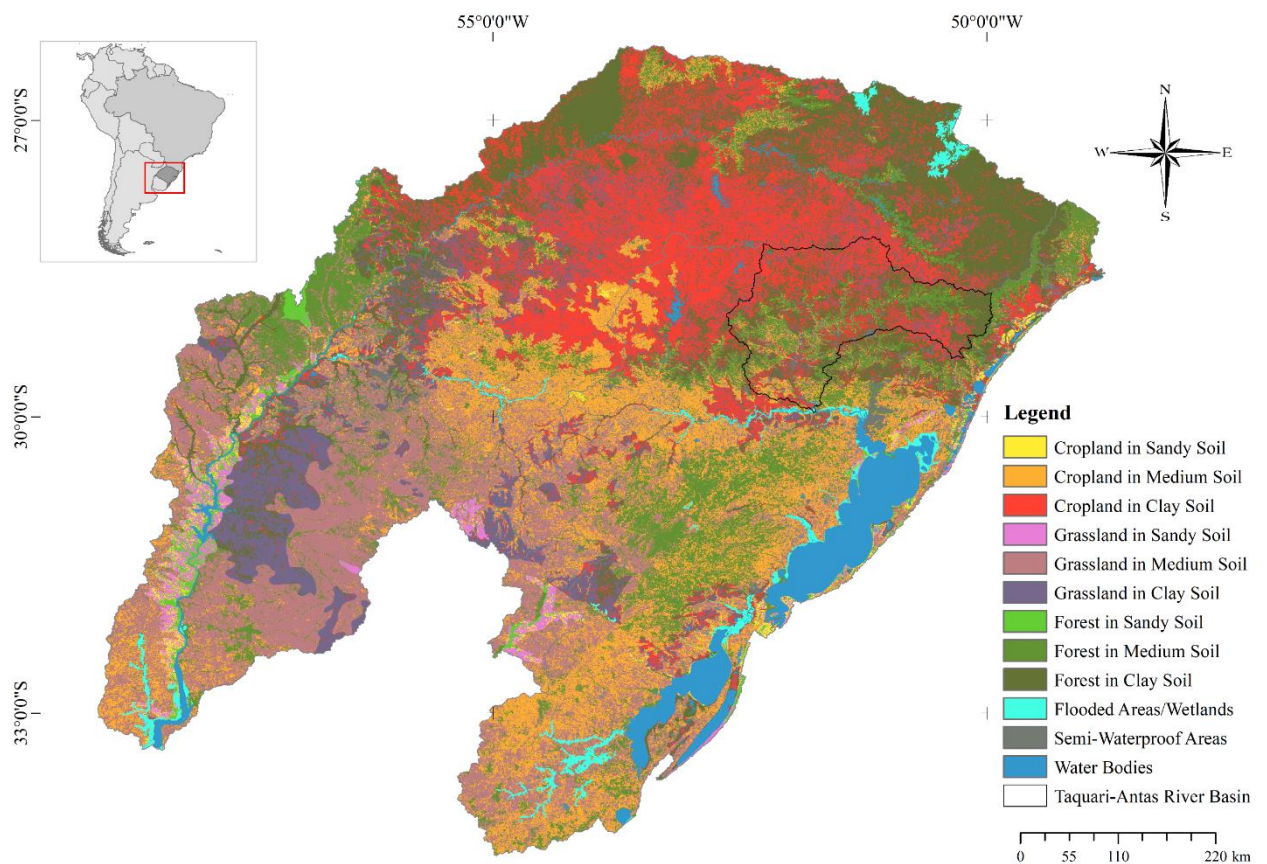 55°0'0"W
50°0'0"W
27°0'0"S
30°0'0"S
33°0'0"S
N
W
E
S
Legend
Cropland in Sandy Soil
Cropland in Medium Soil
Cropland in Clay Soil
Grassland in Sandy Soil
Grassland in Medium Soil
Grassland in Clay Soil
Forest in Sandy Soil
Forest in Medium Soil
Forest in Clay Soil
Flooded Areas/Wetlands
Semi-Waterproof Areas
Water Bodies
Taquari-Antas River Basin
0 55 110 220 km